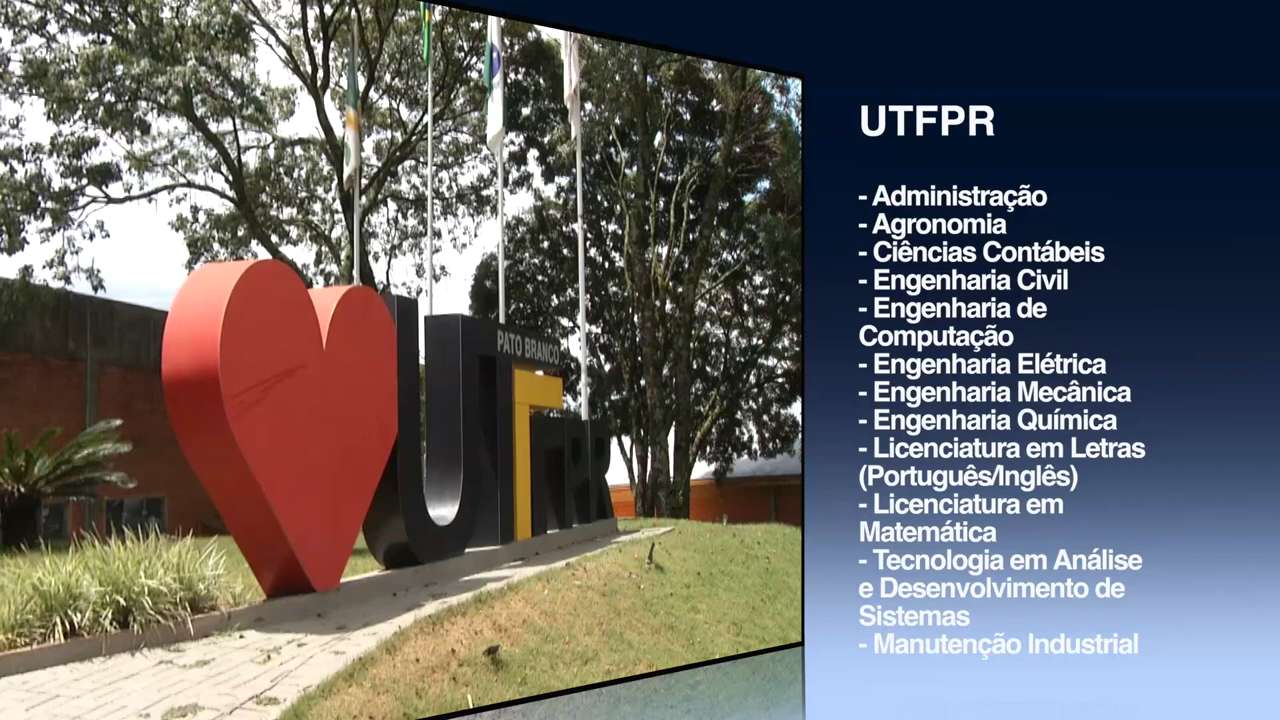 PATO BRANCO
UTFPR
UTFPR
- Administração
- Agronomia
- Ciências Contábeis
- Engenharia Civil
- Engenharia de
Computação
- Engenharia Elétrica
- Engenharia Mecânica
- Engenharia Química
- Licenciatura em Letras
(Português/Inglês)
- Licenciatura em
Matemática
- Tecnologia em Análise
e Desenvolvimento de
Sistemas
- Manutenção Industrial